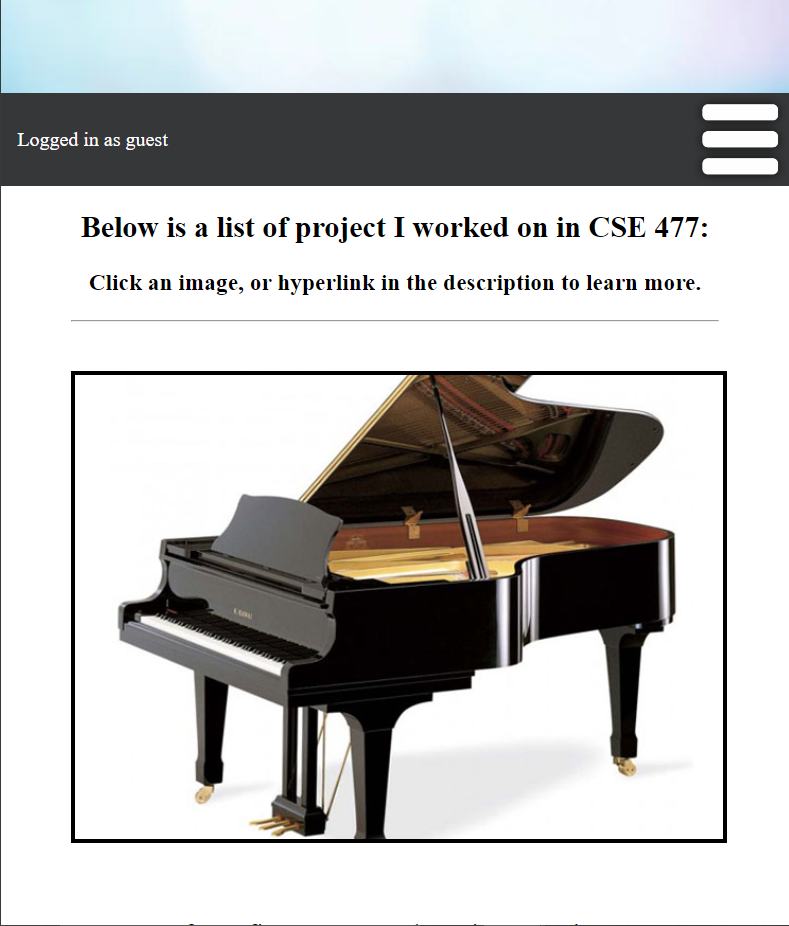 Logged in as guest
Below is a list of project I worked on in CSE 477:
Click an image, or hyperlink in the description to learn more.